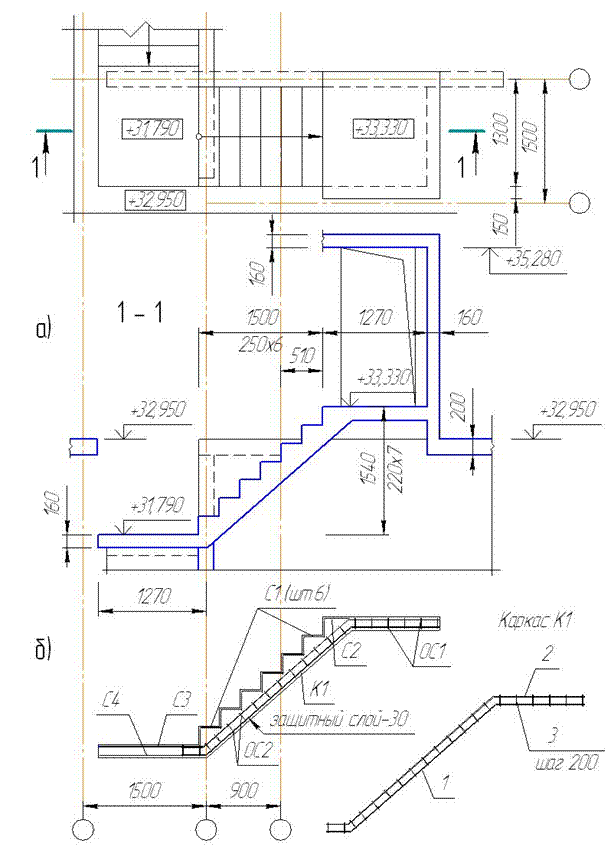 +31,790
+33,330
1
1
1300
1500
+32,950
150
160
+35,280
1 - 1
а)
1500
1270
160
250х6
510
+33,330
+32,950
200
+32,950
1540
220х7
+31,790
160
1270
С1 (шт.6)
Каркас К1
б)
С2
ОС1
2
К1
С4
С3
защитный слой-30
3
ОС2
шаг 200
1
1500
900